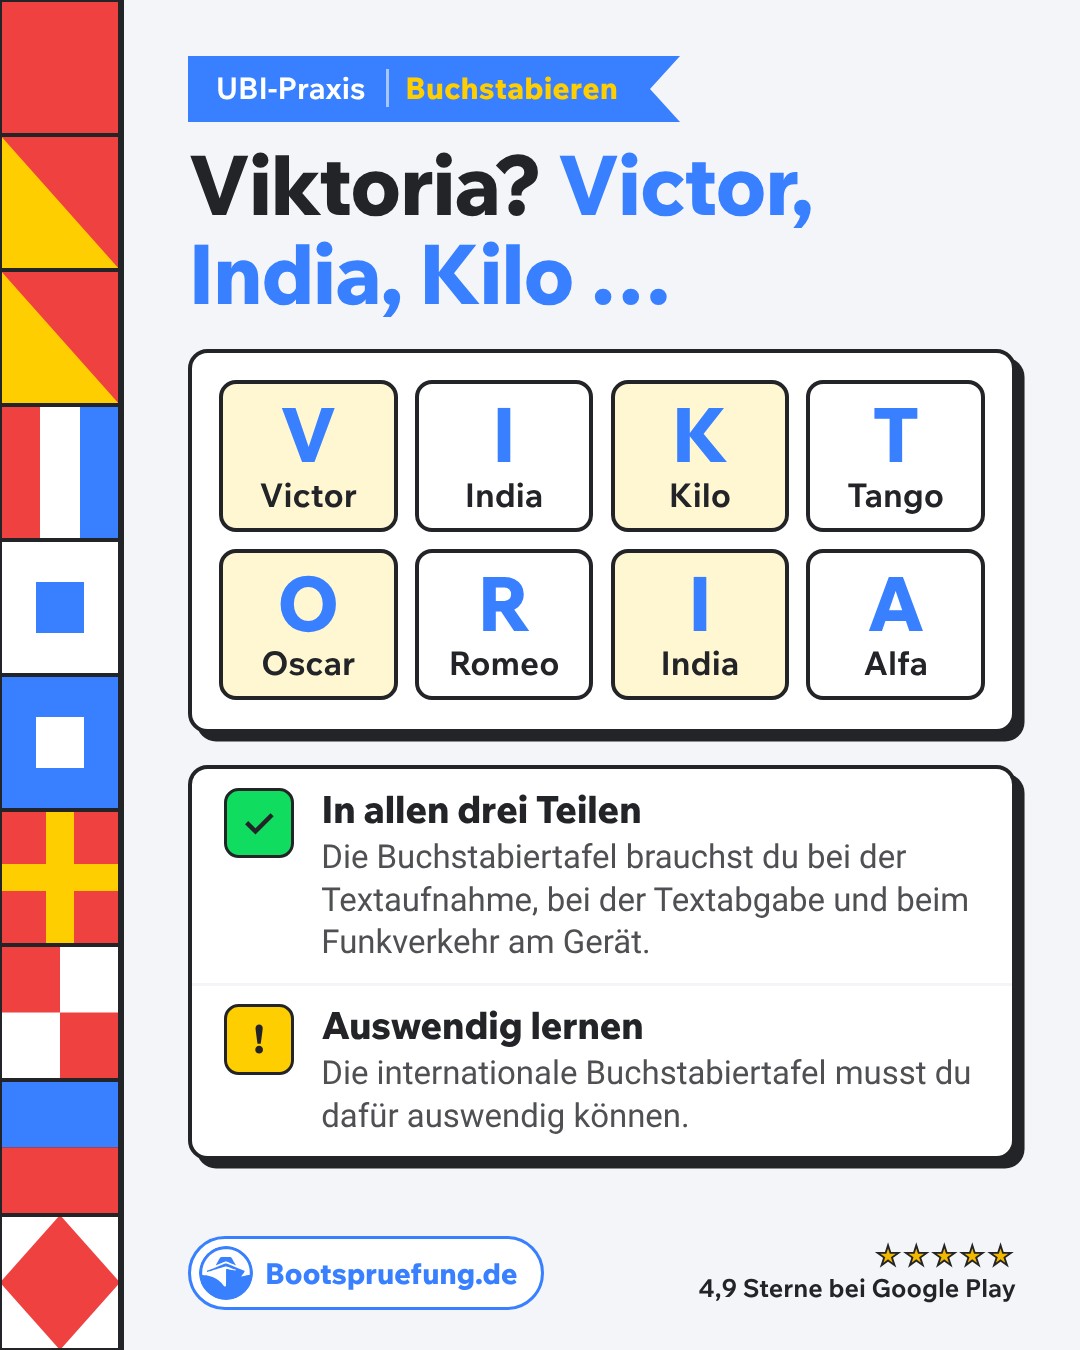 UBI-Praxis | Buchstabieren
Viktoria? Victor,
India, Kilo …
V I K T
Victor India Kilo Tango
O R I A
Oscar Romeo India Alfa
In allen drei Teilen
Die Buchstabiertafel brauchst du bei der
Textaufnahme, bei der Textabgabe und beim
Funkverkehr am Gerät.
!
Auswendig lernen
Die internationale Buchstabiertafel musst du
dafür auswendig können.
Bootspruefung.de
4,9 Sterne bei Google Play